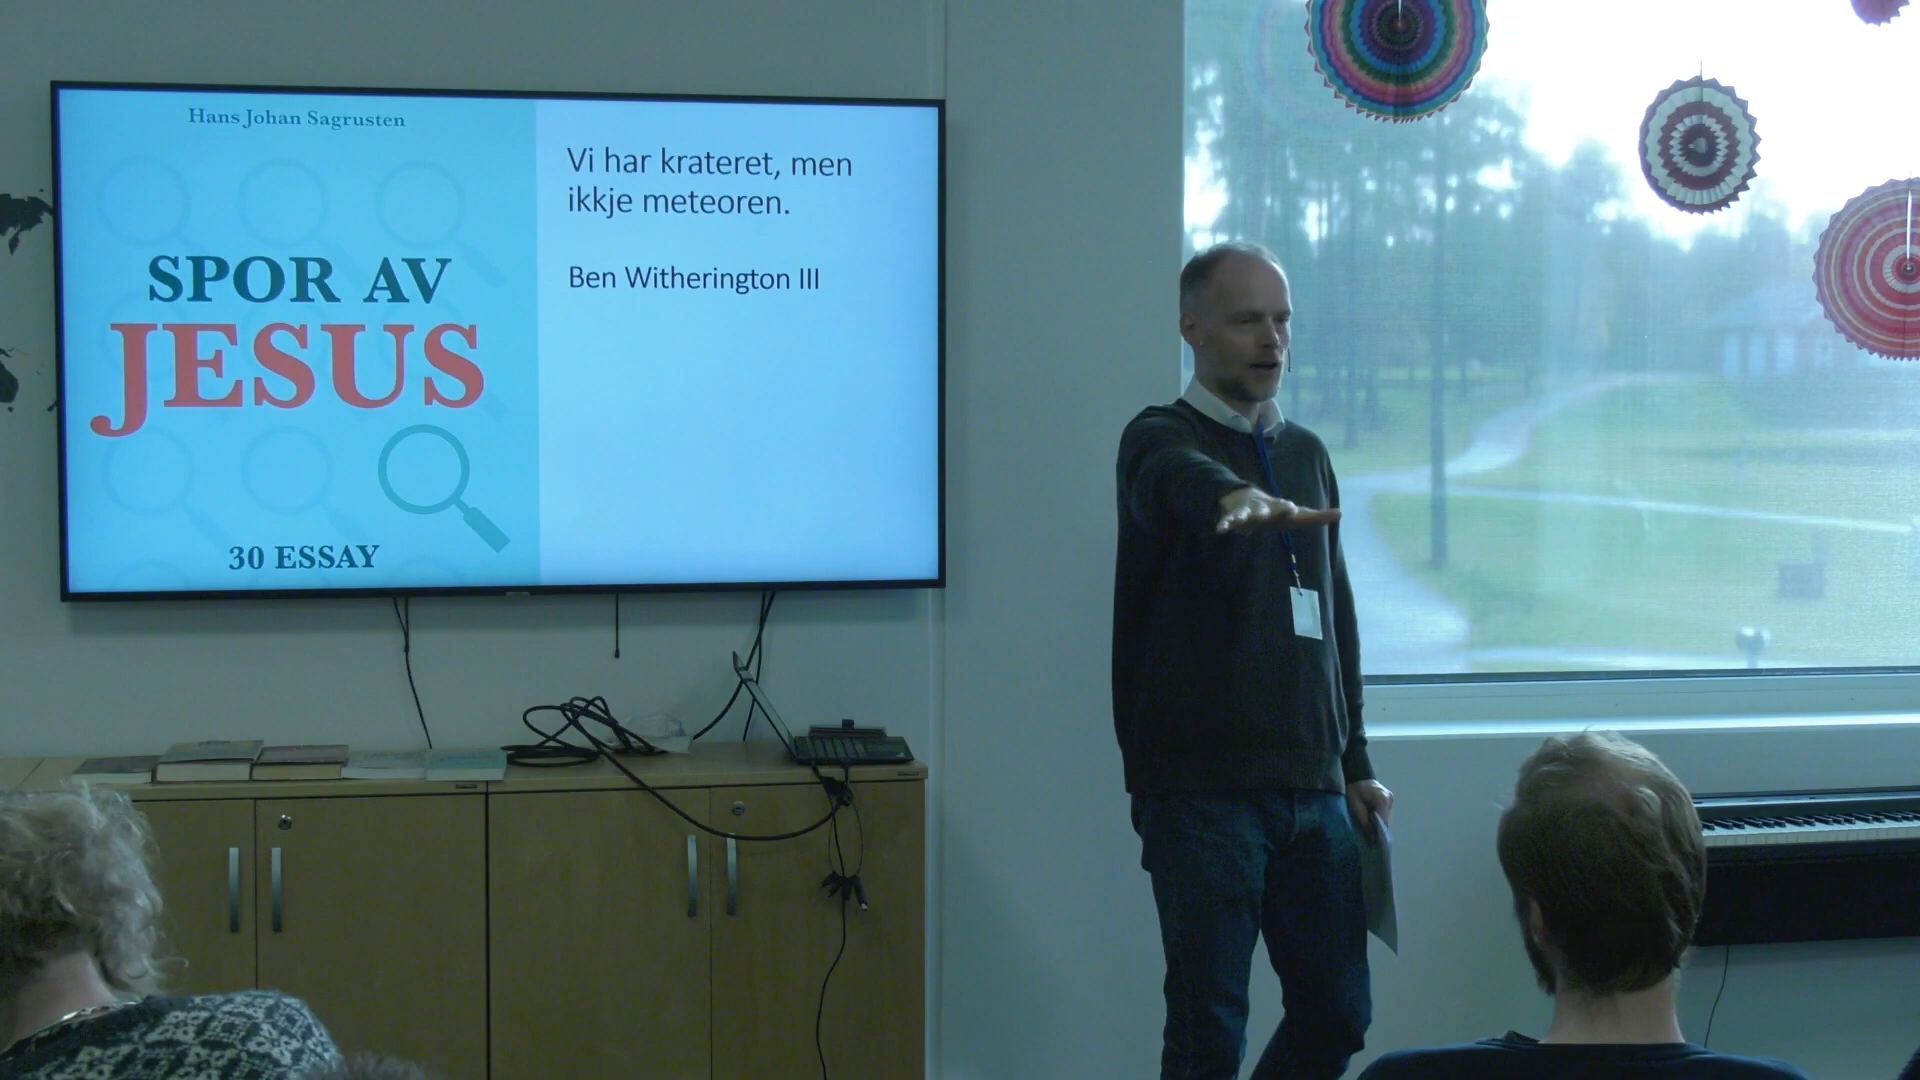 Hans Johan Sagrusten
SPOR AV
JESUS
30 ESSAY
Vi har krateret, men
ikkje meteoren.
Ben Witherington III